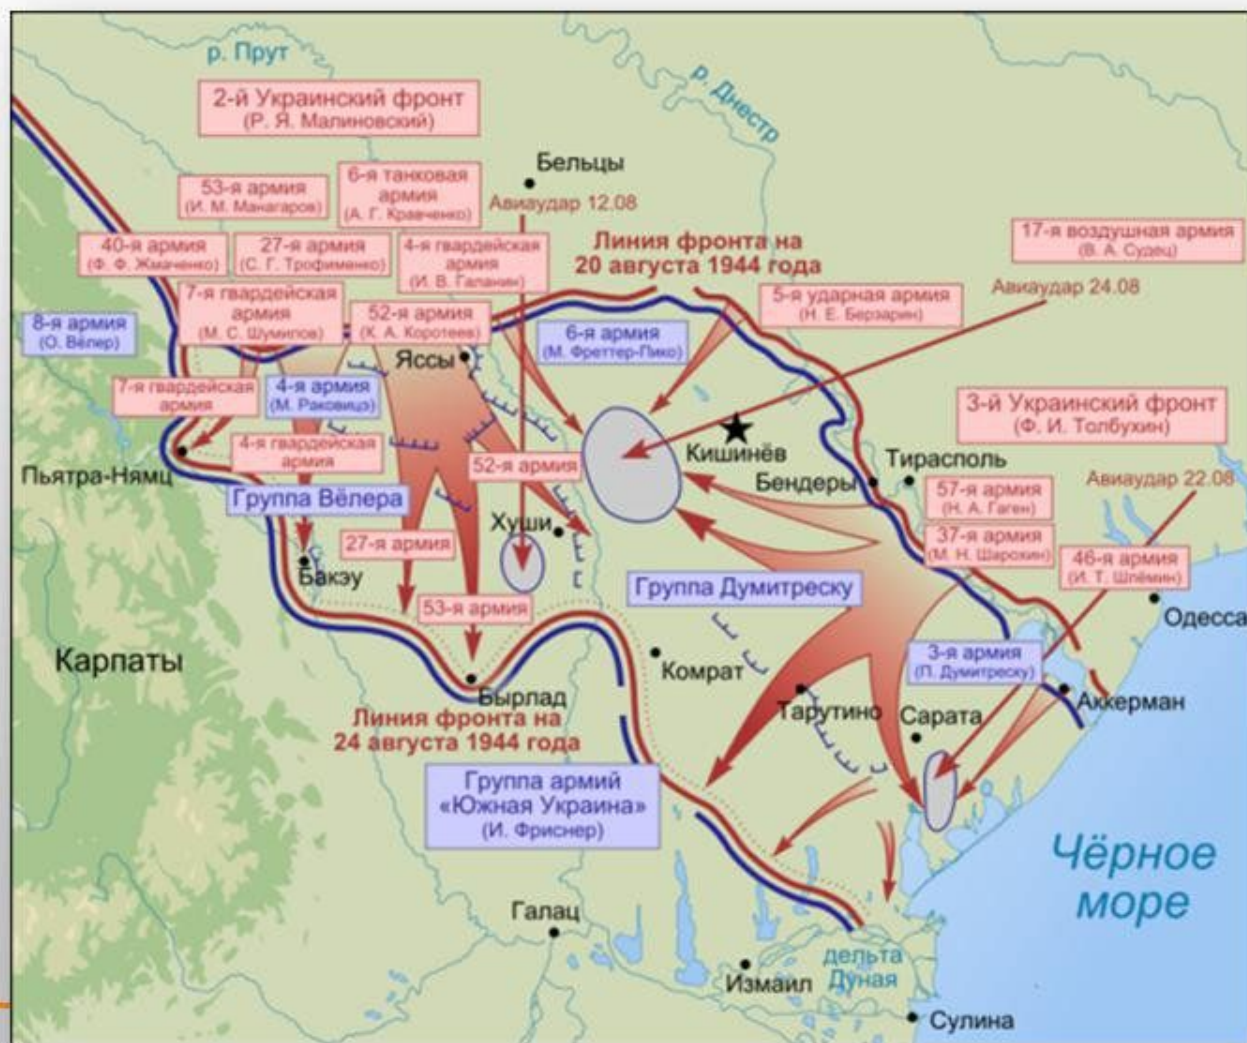 р. Прут
2-й Украинский фронт
(Р. Я. Малиновский)
р. Днестр
Бельцы
53-я армия
(И. М. Манагаров)
6-я танковая
армия
(А. Г. Кравченко)
Авиаудар 12.08
40-я армия
(Ф. Ф. Жмаченко)
27-я армия
(С. Г. Трофименко)
4-я гвардейская
армия
(И. В. Галанин)
Линия фронта на
20 августа 1944 года
17-я воздушная армия
(В. А. Судец)
Авиаудар 24.08
7-я гвардейская
армия
(М. С. Шумилов)
52-я армия
(К. А. Коротеев)
5-я ударная армия
(Н. Е. Берзарин)
8-я армия
(О. Вёлер)
6-я армия
(М. Фреттер-Пико)
Яссы
7-я гвардейская
армия
4-я армия
(М. Раковицэ)
3-й Украинский фронт
(Ф. И. Толбухин)
4-я гвардейская
армия
Кишинёв
Пьятра-Нямц
52-я армия
Тирасполь
Бендеры
Авиаудар 22.08
Группа Вёлера
57-я армия
(Н. А. Гаген)
Хуши
37-я армия
(М. Н. Шарохин)
27-я армия
46-я армия
(И. Т. Шлёмин)
Бакэу
Группа Думитреску
53-я армия
Одесса
Карпаты
3-я армия
(П. Думитреску)
Комрат
Бырлад
Аккерман
Тарутино
Сарата
Линия фронта на
24 августа 1944 года
Группа армий
«Южная Украина»
(И. Фриснер)
Чёрное
море
Галац
дельта
Дуная
Измаил
Сулина